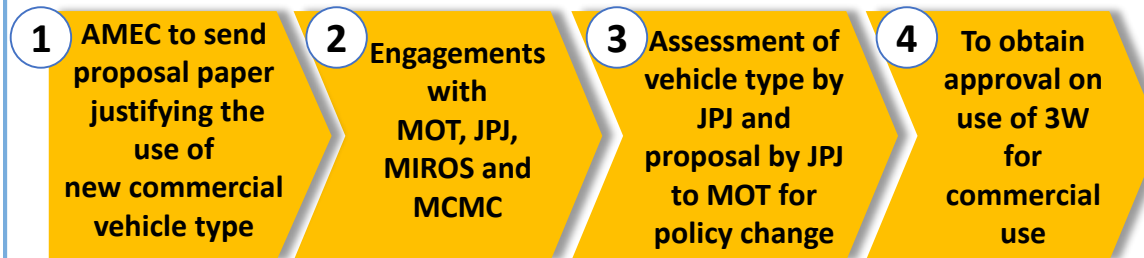 1
AMEC to send
proposal paper
justifying the
use of
new commercial
vehicle type
2
Engagements
with
MOT, JPJ,
MIROS and
MCMC
3
Assessment of
vehicle type by
JPJ and
proposal by JPJ
to MOT for
policy change
4
To obtain
approval on
use of 3W
for
commercial
use